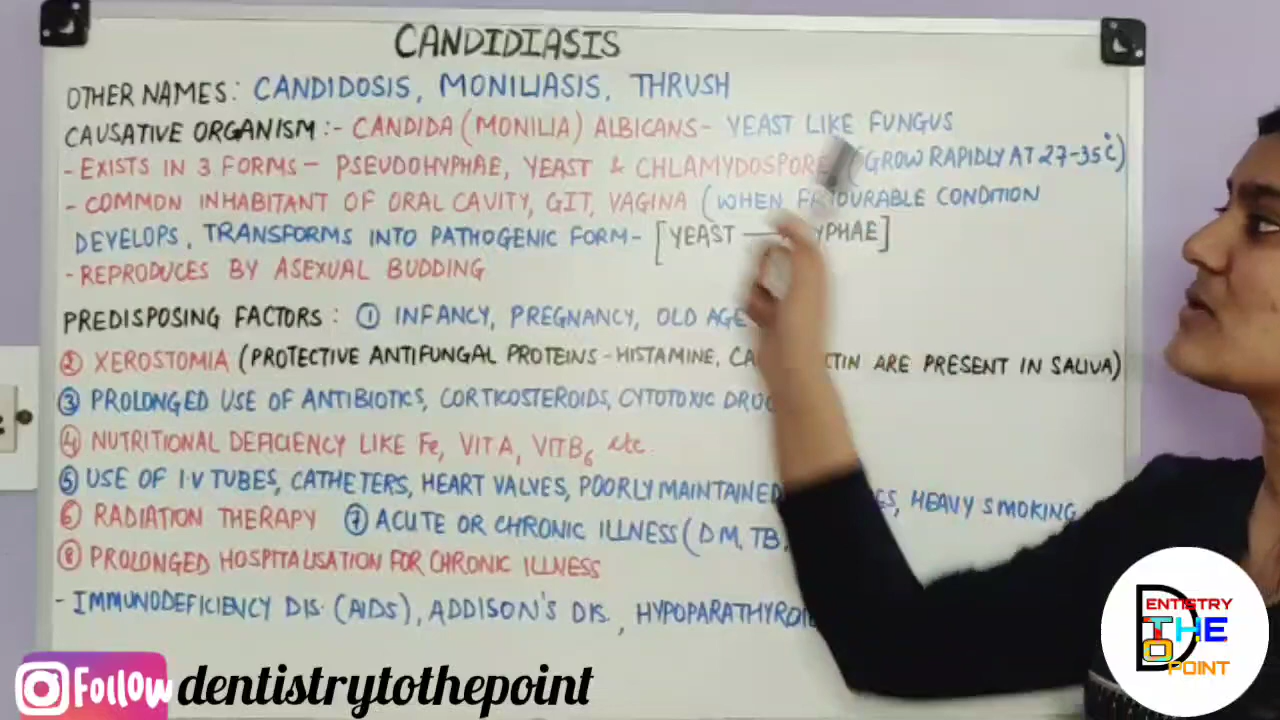 CANDIDIASIS
OTHER NAMES: CANDIDOSIS, MONILIASIS, THRUSH
CAUSATIVE ORGANISM :- CANDIDA (MONILIA) ALBICANS- YEAST LIKE FUNGUS
- EXISTS IN 3 FORMS - PSEUDOHYPHAE, YEAST & CHLAMYDOSPORE (GROW RAPIDLY AT 27-35°C)
- COMMON INHABITANT OF ORAL CAVITY, GIT, VAGINA (WHEN FAVOURABLE CONDITION
DEVELOPS, TRANSFORMS INTO PATHOGENIC FORM- [YEAST
- REPRODUCES BY ASEXUAL BUDDING
PREDISPOSING FACTORS : ① INFANCY, PREGNANCY, OLD AGE
② XEROSTOMIA (PROTECTIVE ANTIFUNGAL PROTEINS - HISTAMINE, ARE PRESENT IN SALIVA)
③ PROLONGED USE OF ANTIBIOTICS, CORTICOSTEROIDS, CYTOTOXIC
④ NUTRITIONAL DEFICIENCY LIKE Fe, VIT A, VIT B6 etc.
⑤ USE OF I.V TUBES, CATHETERS, HEART VALVES, POORLY MAINTAINED HEAVY SMOKING
⑥ RADIATION THERAPY ⑦ ACUTE OR CHRONIC ILLNESS (DM, TB,
⑧ PROLONGED HOSPITALISATION FOR CHRONIC ILLNESS
- IMMUNODEFICIENCY DIS. (AIDS), ADDISON'S DIS.,
Follow dentistrytothepoint
DENTISTRY
TO THE
POINT